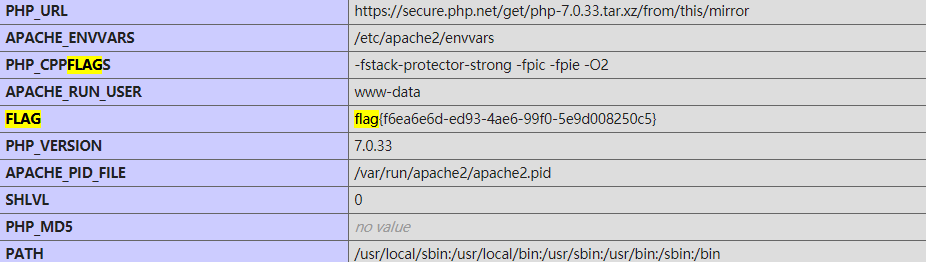 PHP_URL https://secure.php.net/get/php-7.0.33.tar.xz/from/this/mirror
APACHE_ENVVARS /etc/apache2/envvars
PHP_CPPFLAGS -fstack-protector-strong -fpic -fpie -O2
APACHE_RUN_USER www-data
FLAG flag{f6ea6e6d-ed93-4ae6-99f0-5e9d008250c5}
PHP_VERSION 7.0.33
APACHE_PID_FILE /var/run/apache2/apache2.pid
SHLVL 0
PHP_MD5 no value
PATH /usr/local/sbin:/usr/local/bin:/usr/sbin:/usr/bin:/sbin:/bin